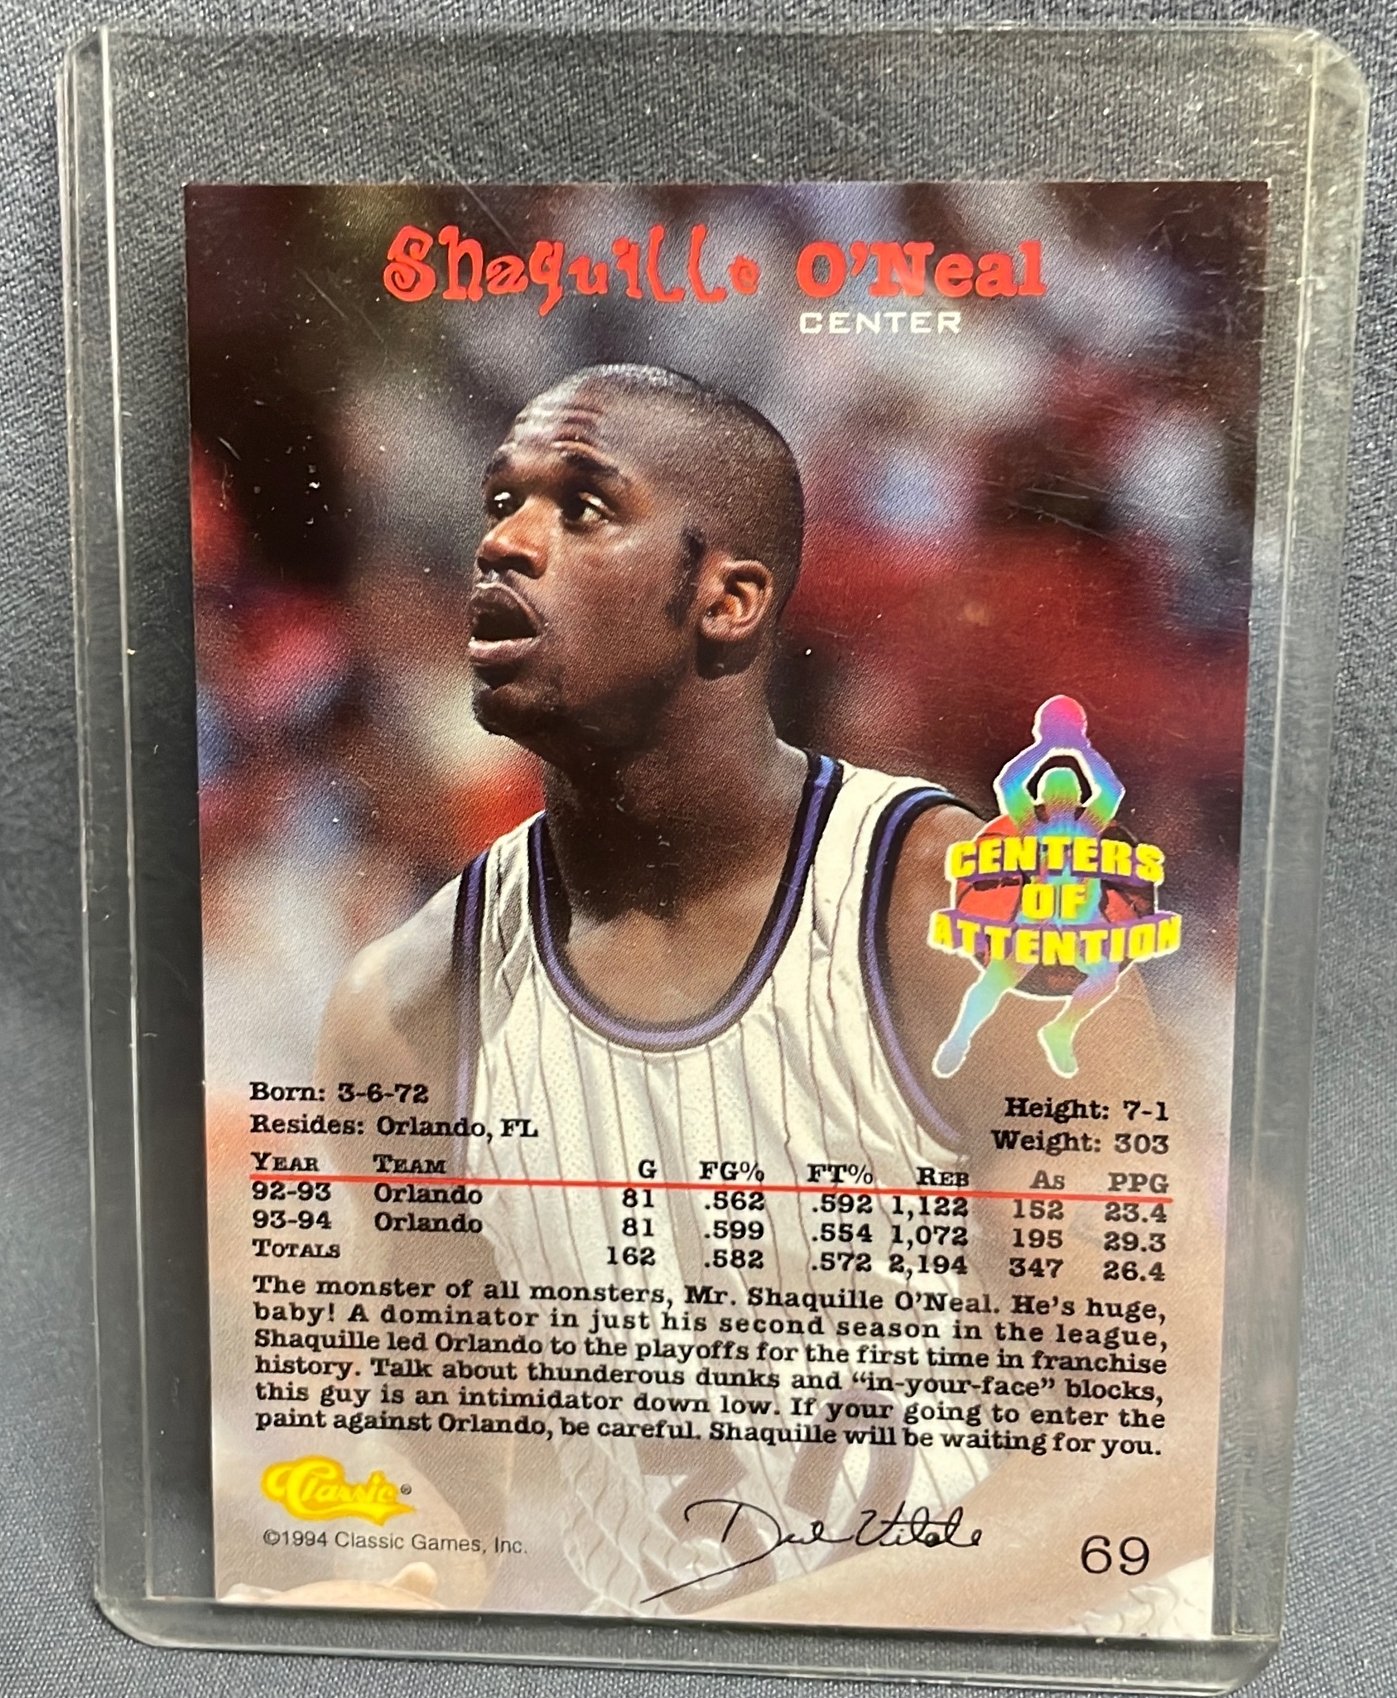 Shaquille O'Neal
CENTER
CENTERS
OF
ATTENTION
Born: 3-6-72
Height: 7-1
Resides: Orlando, FL
Weight: 303
YEAR TEAM G FG% FT% REB AS PPG
92-93 Orlando 81 .562 .592 1,122 152 23.4
93-94 Orlando 81 .599 .554 1,072 195 29.3
TOTALS 162 .582 .572 2,194 347 26.4
The monster of all monsters, Mr. Shaquille O'Neal. He's huge,
baby! A dominator in just his second season in the league,
Shaquille led Orlando to the playoffs for the first time in franchise
history. Talk about thunderous dunks and "in-your-face" blocks,
this guy is an intimidator down low. If your going to enter the
paint against Orlando, be careful. Shaquille will be waiting for you.
Classic®
©1994 Classic Games, Inc.
Dick Vitale
69